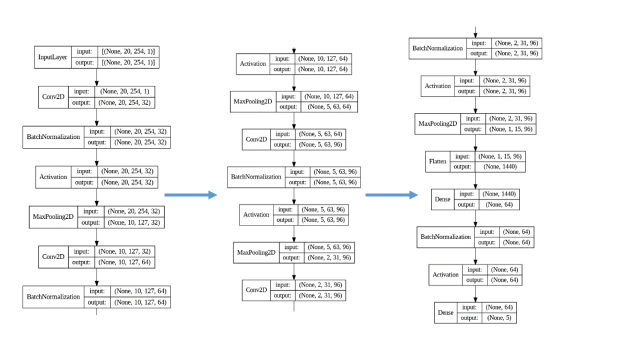 InputLayer input: [(None, 20, 254, 1)]
output: [(None, 20, 254, 1)]
Conv2D input: (None, 20, 254, 1)
output: (None, 20, 254, 32)
BatchNormalization input: (None, 20, 254, 32)
output: (None, 20, 254, 32)
Activation input: (None, 20, 254, 32)
output: (None, 20, 254, 32)
MaxPooling2D input: (None, 20, 254, 32)
output: (None, 10, 127, 32)
Conv2D input: (None, 10, 127, 32)
output: (None, 10, 127, 64)
BatchNormalization input: (None, 10, 127, 64)
output: (None, 10, 127, 64)
Activation input: (None, 10, 127, 64)
output: (None, 10, 127, 64)
MaxPooling2D input: (None, 10, 127, 64)
output: (None, 5, 63, 64)
Conv2D input: (None, 5, 63, 64)
output: (None, 5, 63, 96)
BatchNormalization input: (None, 5, 63, 96)
output: (None, 5, 63, 96)
Activation input: (None, 5, 63, 96)
output: (None, 5, 63, 96)
MaxPooling2D input: (None, 5, 63, 96)
output: (None, 2, 31, 96)
Conv2D input: (None, 2, 31, 96)
output: (None, 2, 31, 96)
BatchNormalization input: (None, 2, 31, 96)
output: (None, 2, 31, 96)
Activation input: (None, 2, 31, 96)
output: (None, 2, 31, 96)
MaxPooling2D input: (None, 2, 31, 96)
output: (None, 1, 15, 96)
Flatten input: (None, 1, 15, 96)
output: (None, 1440)
Dense input: (None, 1440)
output: (None, 64)
BatchNormalization input: (None, 64)
output: (None, 64)
Activation input: (None, 64)
output: (None, 64)
Dense input: (None, 64)
output: (None, 5)